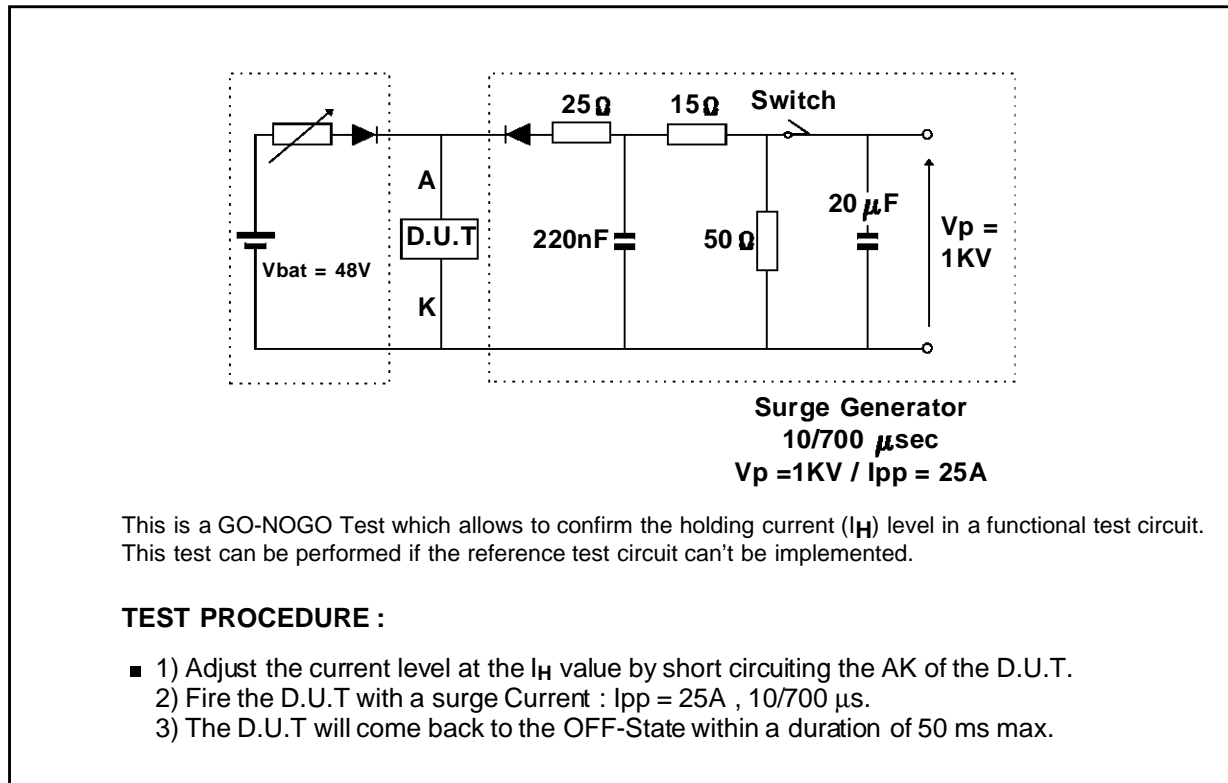 25Ω 15Ω Switch
A
D.U.T
K
Vbat = 48V
220nF
50Ω
20 μF
Vp =
1KV
Surge Generator
10/700 μsec
Vp =1KV / Ipp = 25A
This is a GO-NOGO Test which allows to confirm the holding current (IH) level in a functional test circuit.
This test can be performed if the reference test circuit can't be implemented.
TEST PROCEDURE :
■ 1) Adjust the current level at the IH value by short circuiting the AK of the D.U.T.
2) Fire the D.U.T with a surge Current : Ipp = 25A , 10/700 μs.
3) The D.U.T will come back to the OFF-State within a duration of 50 ms max.